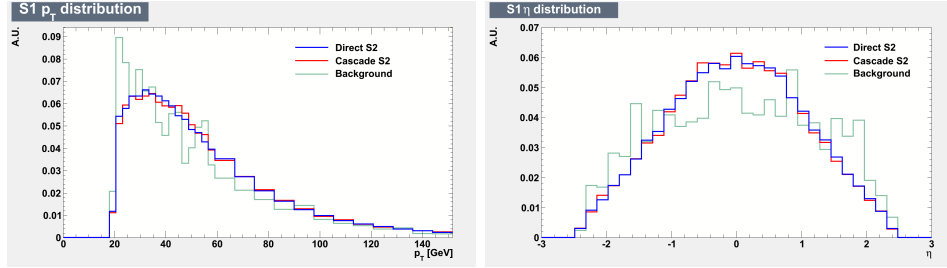 S1 p_T distribution
A.U.
0.09
0.08
0.07
0.06
0.05
0.04
0.03
0.02
0.01
0
Direct S2
Cascade S2
Background
0 20 40 60 80 100 120 140
p_T [GeV]
S1 η distribution
A.U.
0.07
0.06
0.05
0.04
0.03
0.02
0.01
0
Direct S2
Cascade S2
Background
-3 -2 -1 0 1 2 3
η